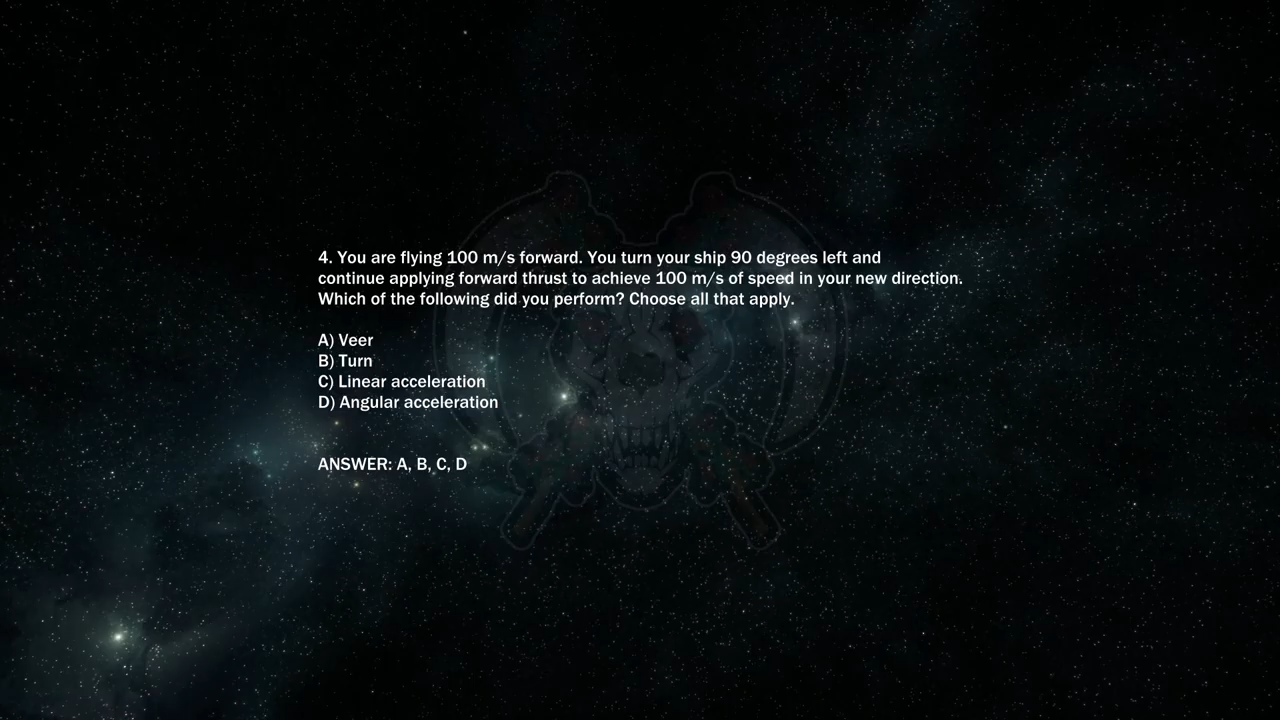 4. You are flying 100 m/s forward. You turn your ship 90 degrees left and
continue applying forward thrust to achieve 100 m/s of speed in your new direction.
Which of the following did you perform? Choose all that apply.
A) Veer
B) Turn
C) Linear acceleration
D) Angular acceleration
ANSWER: A, B, C, D